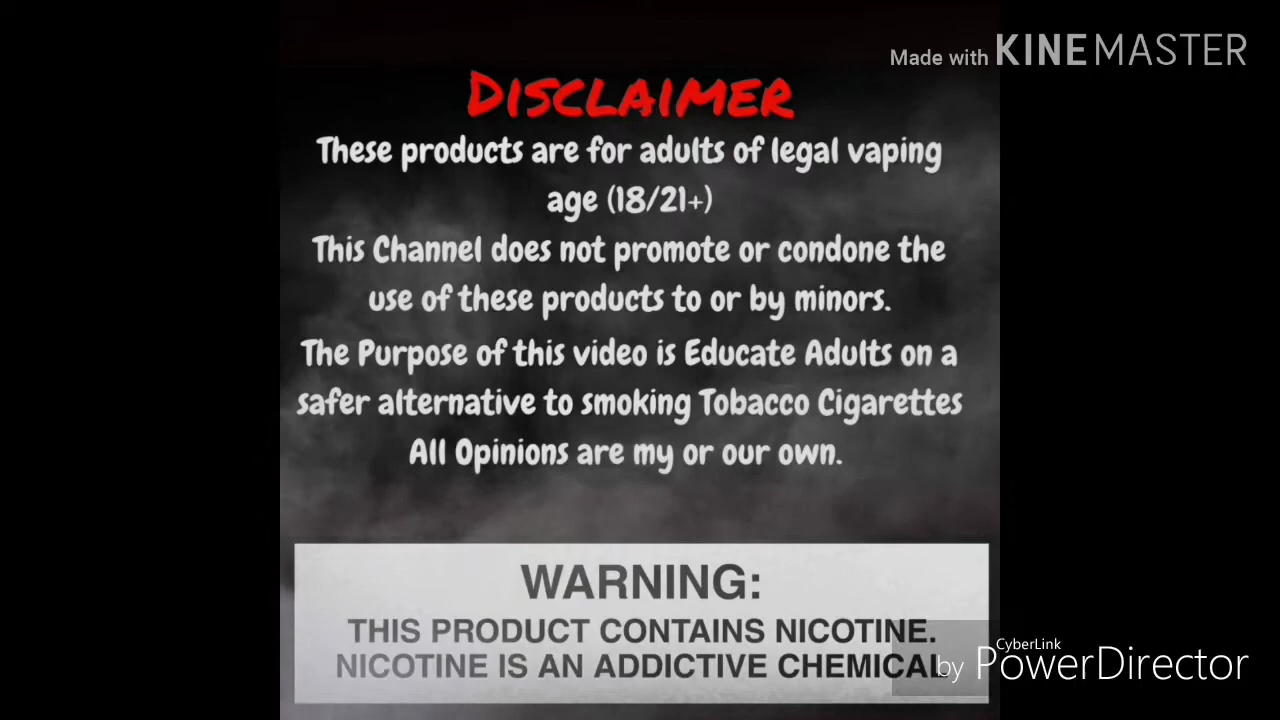 Made with KINEMASTER
DISCLAIMER
These products are for adults of legal vaping
age (18/21+)
This Channel does not promote or condone the
use of these products to or by minors.
The Purpose of this video is Educate Adults on a
safer alternative to smoking Tobacco Cigarettes
All Opinions are my or our own.
WARNING:
THIS PRODUCT CONTAINS NICOTINE.
NICOTINE IS AN ADDICTIVE CHEMICAL
CyberLink
by PowerDirector